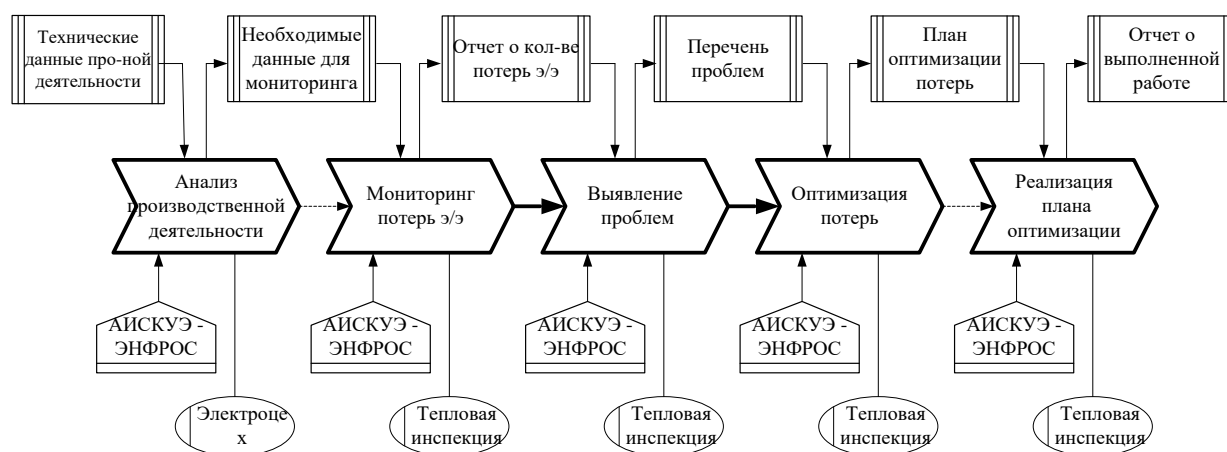 Технические
данные про-ной
деятельности
Необходимые
данные для
мониторинга
Отчет о кол-ве
потерь э/э
Перечень
проблем
План
оптимизации
потерь
Отчет о
выполненной
работе
Анализ
производственной
деятельности
Мониторинг
потерь э/э
Выявление
проблем
Оптимизация
потерь
Реализация
плана
оптимизации
АИСКУЭ -
ЭНФРОС
АИСКУЭ -
ЭНФРОС
АИСКУЭ -
ЭНФРОС
АИСКУЭ -
ЭНФРОС
АИСКУЭ -
ЭНФРОС
Электроце
х
Тепловая
инспекция
Тепловая
инспекция
Тепловая
инспекция
Тепловая
инспекция